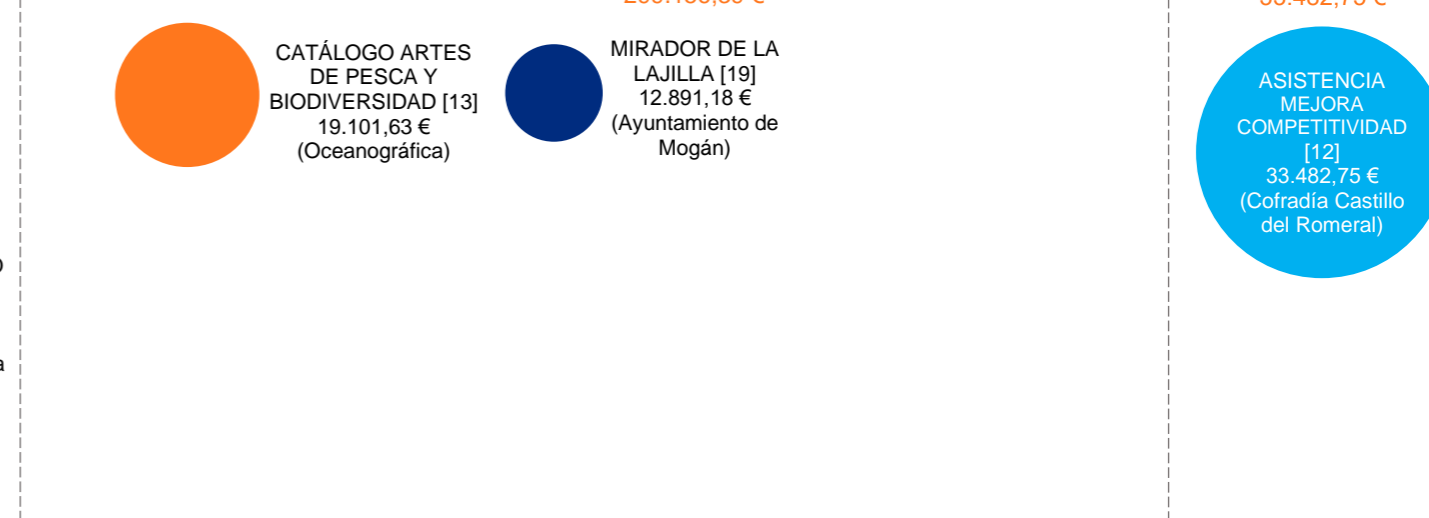 CATÁLOGO ARTES
DE PESCA Y
BIODIVERSIDAD [13]
19.101,63 €
(Oceanográfica)
MIRADOR DE LA
LAJILLA [19]
12.891,18 €
(Ayuntamiento de
Mogán)
ASISTENCIA
MEJORA
COMPETITIVIDAD
[12]
33.482,75 €
(Cofradía Castillo
del Romeral)